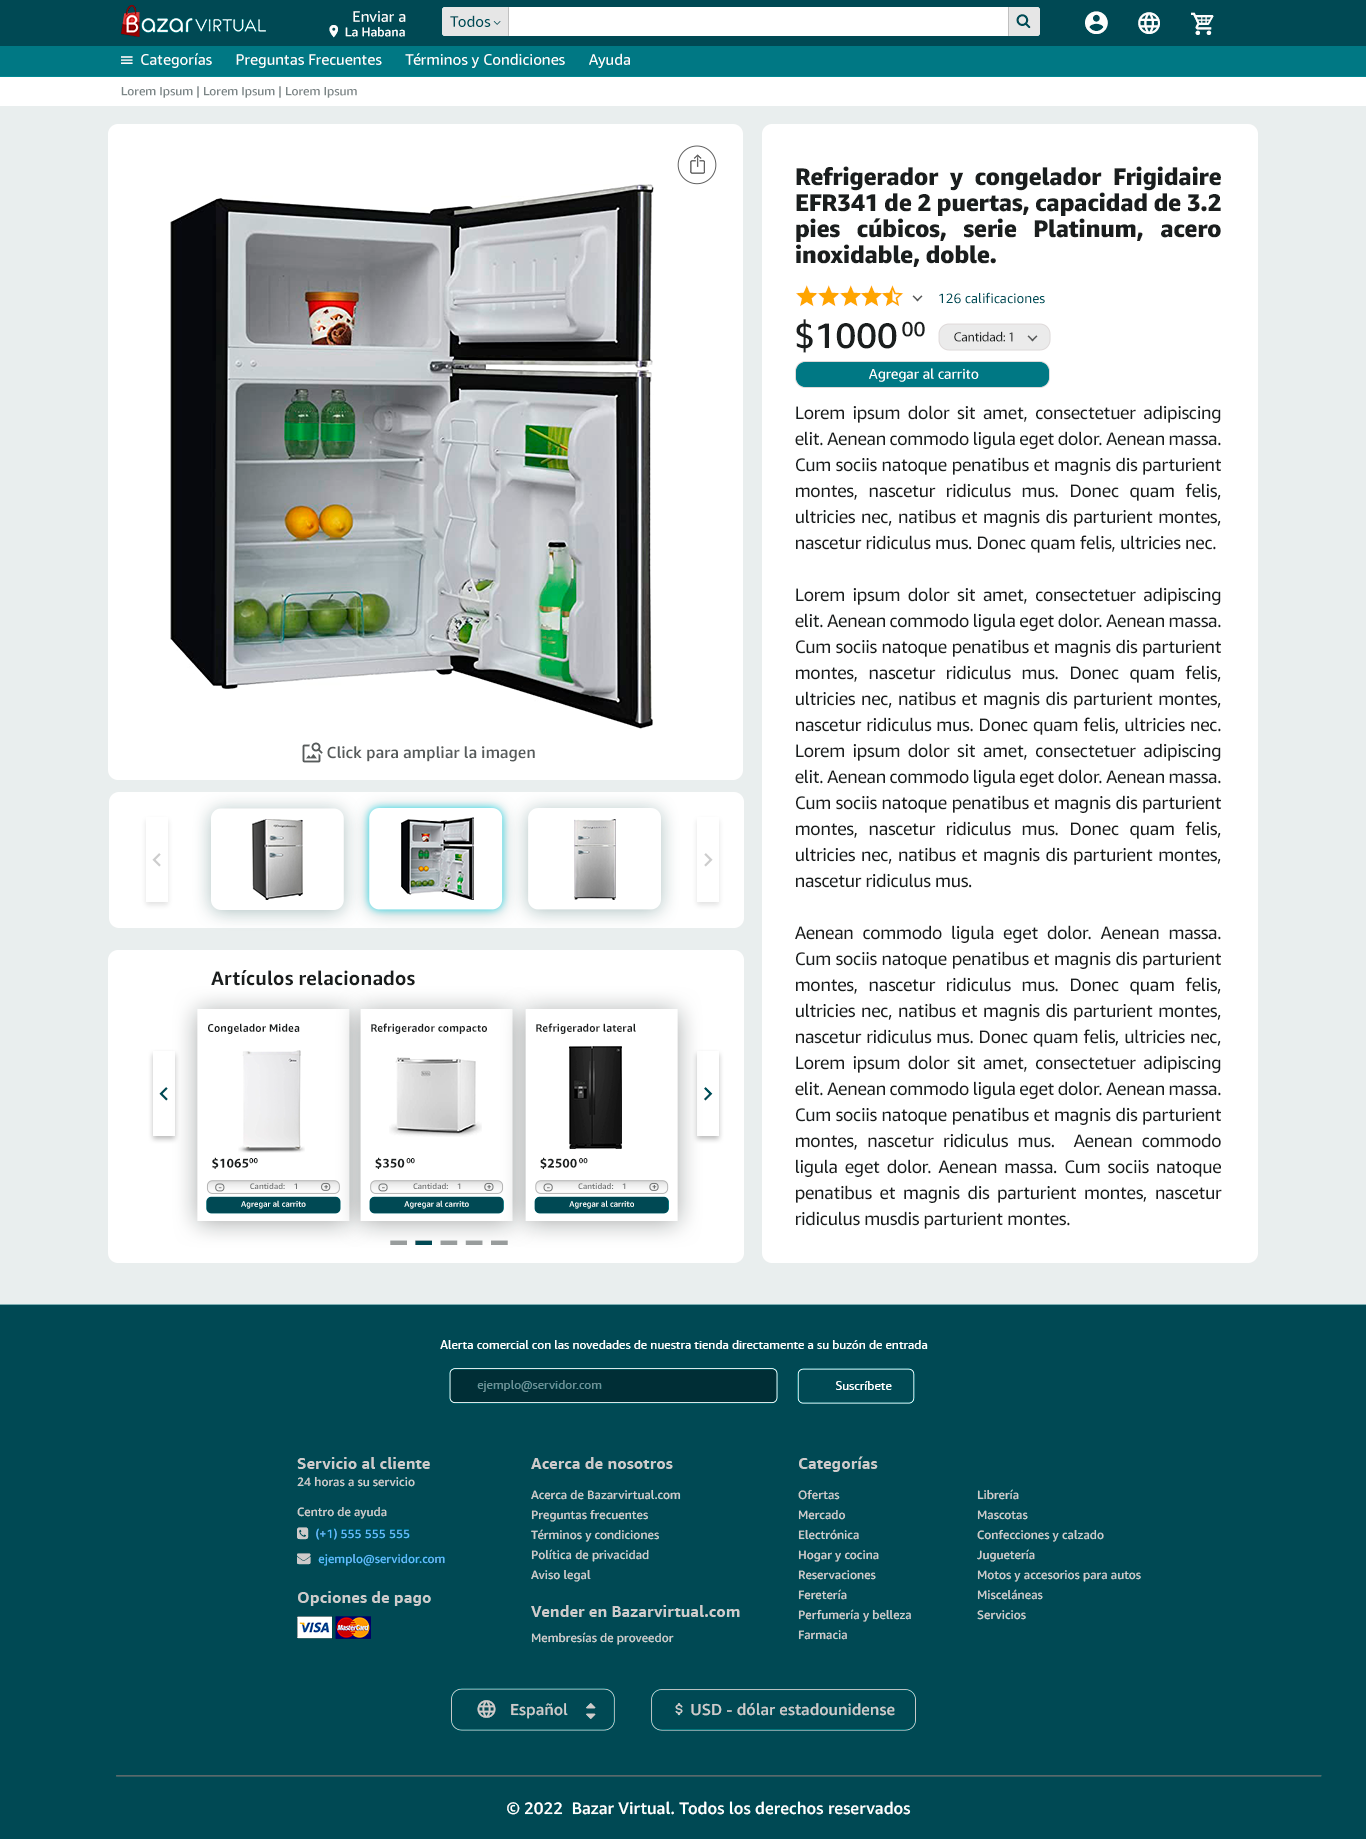 Bazar VIRTUAL
Enviar a
La Habana
Todos
Categorías Preguntas Frecuentes Términos y Condiciones Ayuda
Lorem Ipsum | Lorem Ipsum | Lorem Ipsum
Click para ampliar la imagen
Refrigerador y congelador Frigidaire
EFR341 de 2 puertas, capacidad de 3.2
pies cúbicos, serie Platinum, acero
inoxidable, doble.
126 calificaciones
$1000 00
Cantidad: 1
Agregar al carrito
Lorem ipsum dolor sit amet, consectetuer adipiscing
elit. Aenean commodo ligula eget dolor. Aenean massa.
Cum sociis natoque penatibus et magnis dis parturient
montes, nascetur ridiculus mus. Donec quam felis,
ultricies nec, natibus et magnis dis parturient montes,
nascetur ridiculus mus. Donec quam felis, ultricies nec.
Lorem ipsum dolor sit amet, consectetuer adipiscing
elit. Aenean commodo ligula eget dolor. Aenean massa.
Cum sociis natoque penatibus et magnis dis parturient
montes, nascetur ridiculus mus. Donec quam felis,
ultricies nec, natibus et magnis dis parturient montes,
nascetur ridiculus mus. Donec quam felis, ultricies nec.
Lorem ipsum dolor sit amet, consectetuer adipiscing
elit. Aenean commodo ligula eget dolor. Aenean massa.
Cum sociis natoque penatibus et magnis dis parturient
montes, nascetur ridiculus mus. Donec quam felis,
ultricies nec, natibus et magnis dis parturient montes,
nascetur ridiculus mus.
Aenean commodo ligula eget dolor. Aenean massa.
Cum sociis natoque penatibus et magnis dis parturient
montes, nascetur ridiculus mus. Donec quam felis,
ultricies nec, natibus et magnis dis parturient montes,
nascetur ridiculus mus. Donec quam felis, ultricies nec,
Lorem ipsum dolor sit amet, consectetuer adipiscing
elit. Aenean commodo ligula eget dolor. Aenean massa.
Cum sociis natoque penatibus et magnis dis parturient
montes, nascetur ridiculus mus. Aenean commodo
ligula eget dolor. Aenean massa. Cum sociis natoque
penatibus et magnis dis parturient montes, nascetur
ridiculus musdis parturient montes.
Artículos relacionados
Congelador Midea
$1065 00
Cantidad: 1
Agregar al carrito
Refrigerador compacto
$350 00
Cantidad: 1
Agregar al carrito
Refrigerador lateral
$2500 00
Cantidad: 1
Agregar al carrito
Alerta comercial con las novedades de nuestra tienda directamente a su buzón de entrada
ejemplo@servidor.com
Suscríbete
Servicio al cliente
24 horas a su servicio
Centro de ayuda
(+1) 555 555 555
ejemplo@servidor.com
Opciones de pago
VISA MasterCard
Acerca de nosotros
Acerca de Bazarvirtual.com
Preguntas frecuentes
Términos y condiciones
Política de privacidad
Aviso legal
Vender en Bazarvirtual.com
Membresías de proveedor
Categorías
Ofertas
Mercado
Electrónica
Hogar y cocina
Reservaciones
Feretería
Perfumería y belleza
Farmacia
Librería
Mascotas
Confecciones y calzado
Juguetería
Motos y accesorios para autos
Misceláneas
Servicios
Español
$ USD - dólar estadounidense
© 2022 Bazar Virtual. Todos los derechos reservados